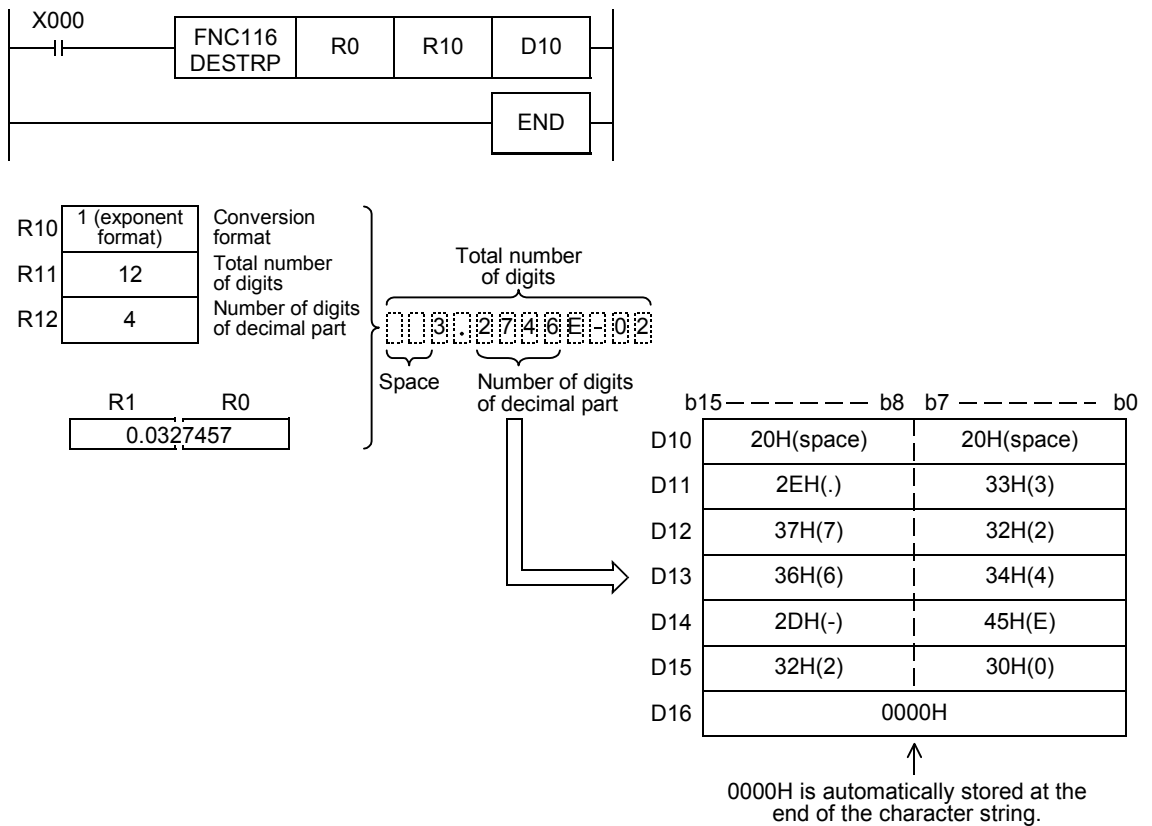 X000
FNC116
DESTRP
R0
R10
D10
END
R10
1 (exponent
format)
Conversion
format
R11
12
Total number
of digits
R12
4
Number of digits
of decimal part
R1
R0
0.0327457
Total number
of digits
3.2746E-02
Space
Number of digits
of decimal part
b15
b8
b7
b0
D10
20H(space)
20H(space)
D11
2EH(.)
33H(3)
D12
37H(7)
32H(2)
D13
36H(6)
34H(4)
D14
2DH(-)
45H(E)
D15
32H(2)
30H(0)
D16
0000H
0000H is automatically stored at the
end of the character string.